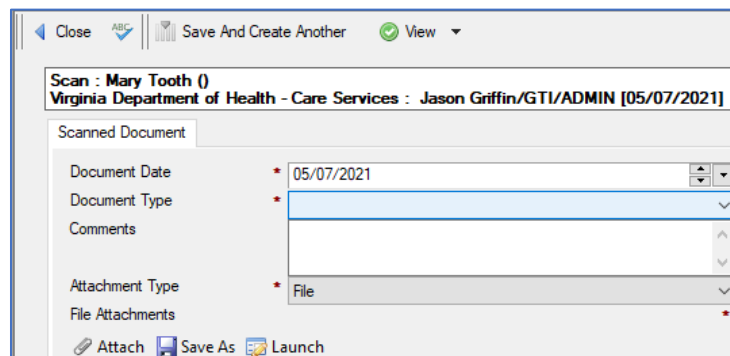 Close ABC Save And Create Another View
Scan : Mary Tooth ()
Virginia Department of Health - Care Services : Jason Griffin/GTI/ADMIN [05/07/2021]
Scanned Document
Document Date * 05/07/2021
Document Type *
Comments
Attachment Type * File
File Attachments *
Attach Save As Launch